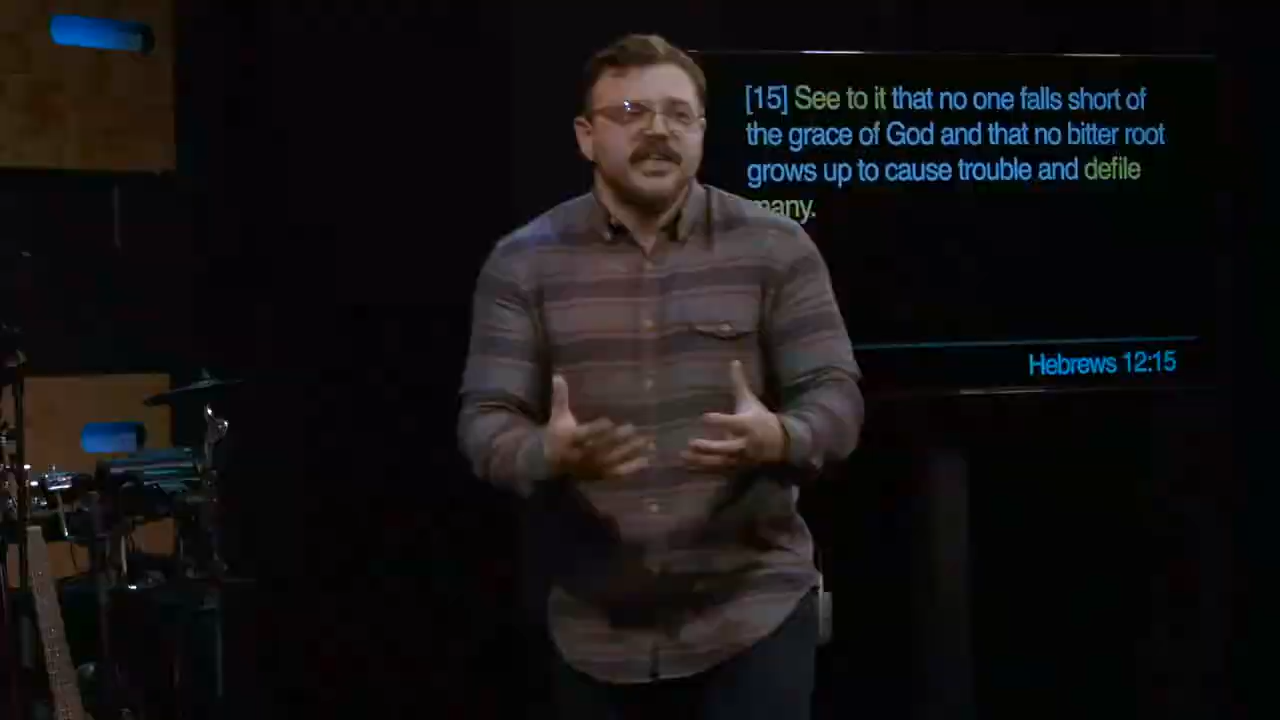 [15] See to it that no one falls short of
the grace of God and that no bitter root
grows up to cause trouble and defile
many.
Hebrews 12:15